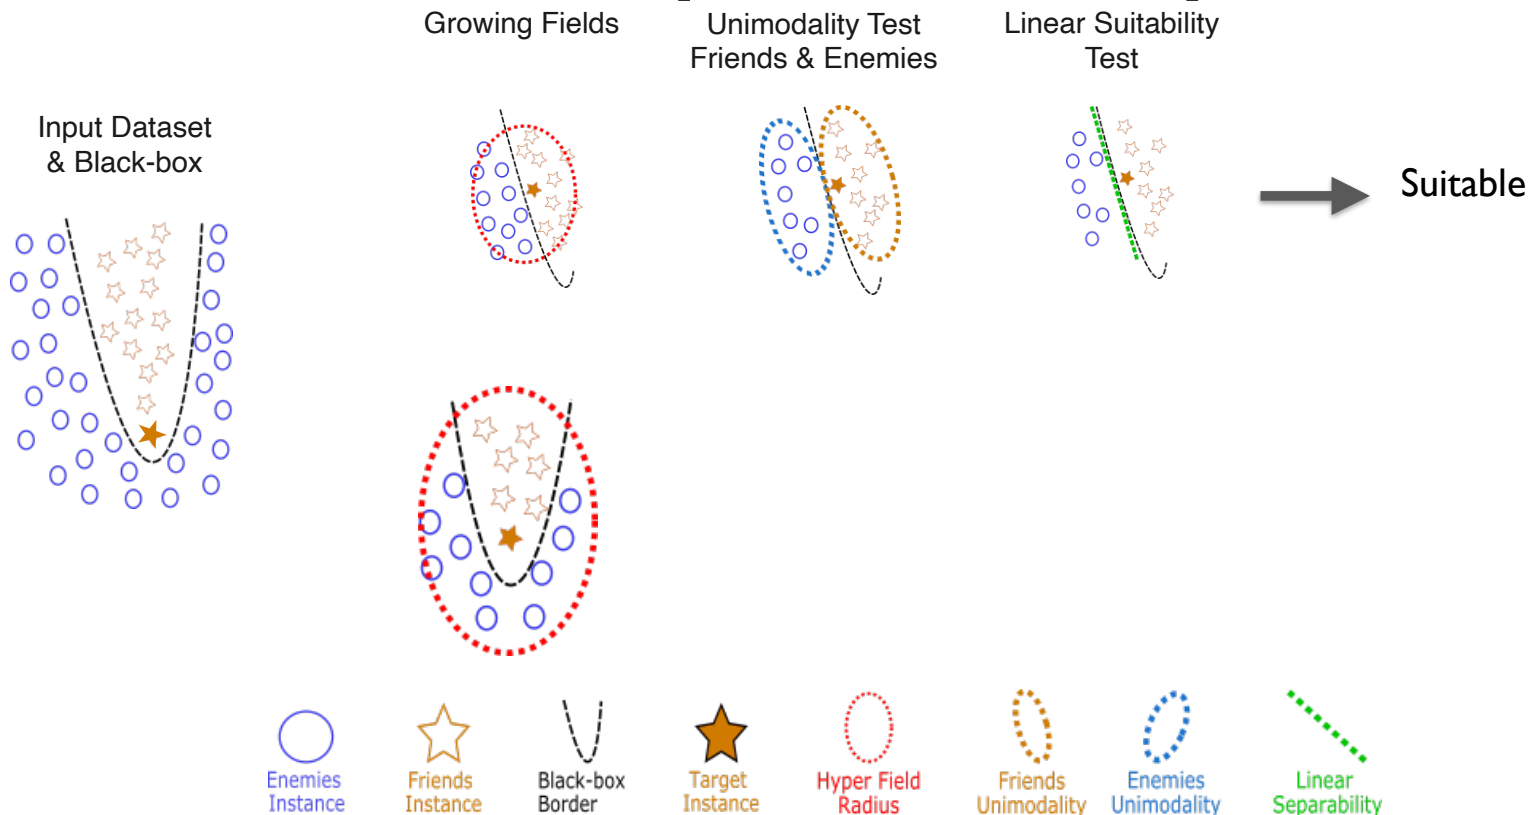 Growing Fields
Unimodality Test
Friends & Enemies
Linear Suitability
Test
Input Dataset
& Black-box
Suitable
Enemies
Instance
Friends
Instance
Black-box
Border
Target
Instance
Hyper Field
Radius
Friends
Unimodality
Enemies
Unimodality
Linear
Separability